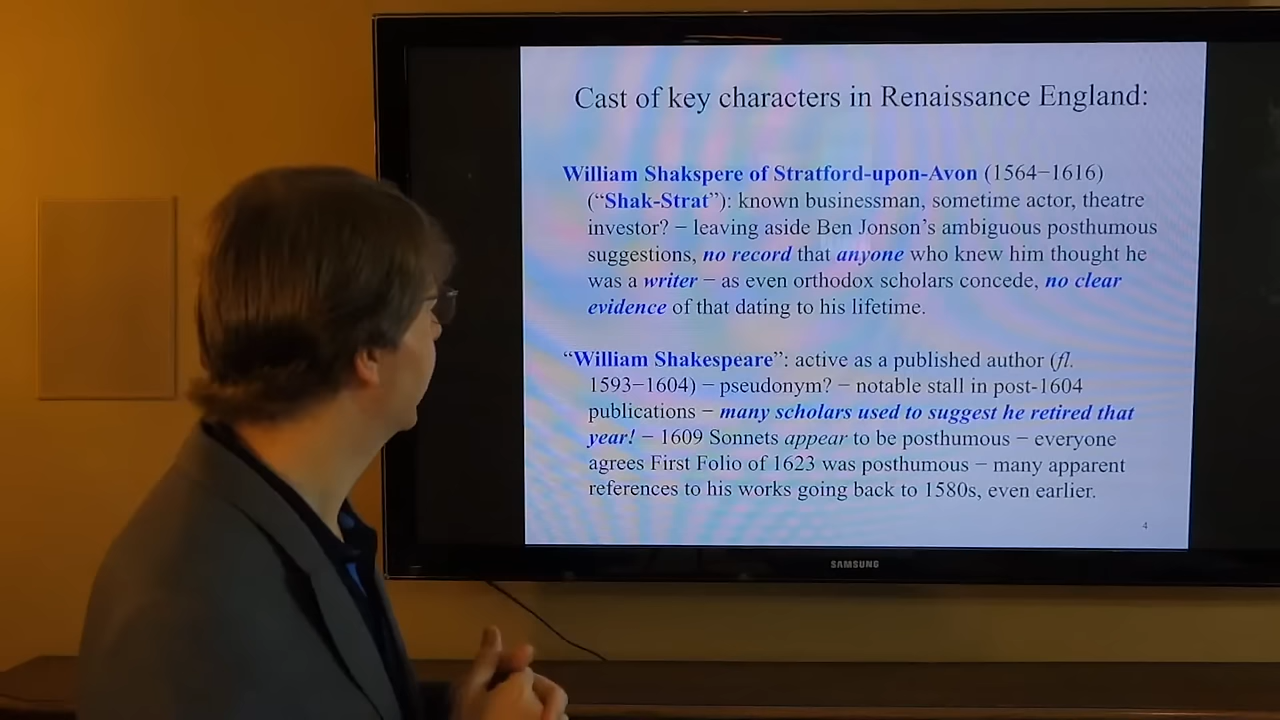 Cast of key characters in Renaissance England:
William Shakspere of Stratford-upon-Avon (1564−1616)
(“Shak-Strat”): known businessman, sometime actor, theatre
investor? − leaving aside Ben Jonson’s ambiguous posthumous
suggestions, no record that anyone who knew him thought he
was a writer − as even orthodox scholars concede, no clear
evidence of that dating to his lifetime.
“William Shakespeare”: active as a published author (fl.
1593−1604) − pseudonym? − notable stall in post-1604
publications − many scholars used to suggest he retired that
year! − 1609 Sonnets appear to be posthumous − everyone
agrees First Folio of 1623 was posthumous − many apparent
references to his works going back to 1580s, even earlier.
4
SAMSUNG